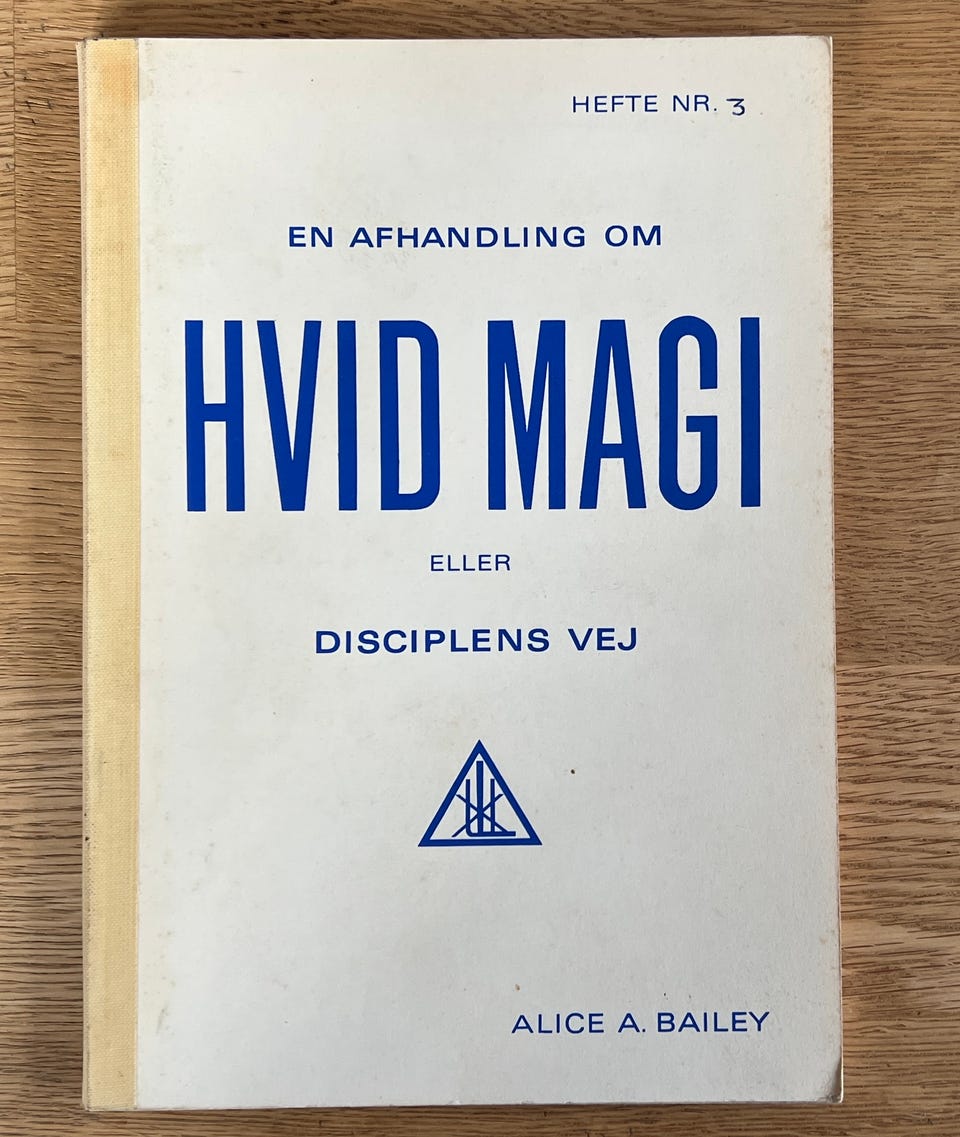 HEFTE NR. 3
EN AFHANDLING OM
HVID MAGI
ELLER
DISCIPLENS VEJ
ALICE A. BAILEY